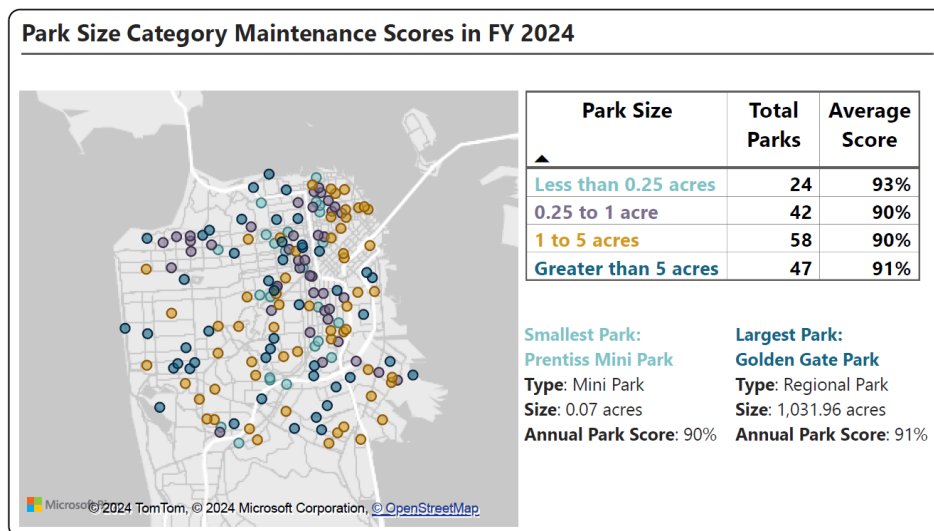 Park Size Category Maintenance Scores in FY 2024
Park Size Total Parks Average Score
Less than 0.25 acres 24 93%
0.25 to 1 acre 42 90%
1 to 5 acres 58 90%
Greater than 5 acres 47 91%
Smallest Park:
Prentiss Mini Park
Type: Mini Park
Size: 0.07 acres
Annual Park Score: 90%
Largest Park:
Golden Gate Park
Type: Regional Park
Size: 1,031.96 acres
Annual Park Score: 91%
Microsoft
© 2024 TomTom, © 2024 Microsoft Corporation, © OpenStreetMap